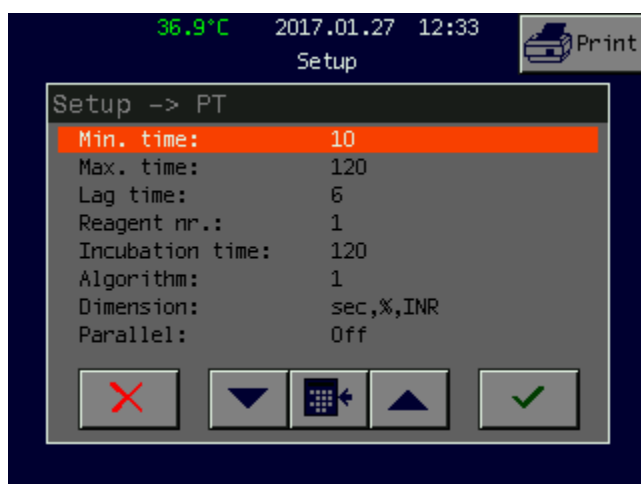 36.9°C 2017.01.27 12:33
Print
Setup
Setup -> PT
Min. time: 10
Max. time: 120
Lag time: 6
Reagent nr.: 1
Incubation time: 120
Algorithm: 1
Dimension: sec,%,INR
Parallel: Off